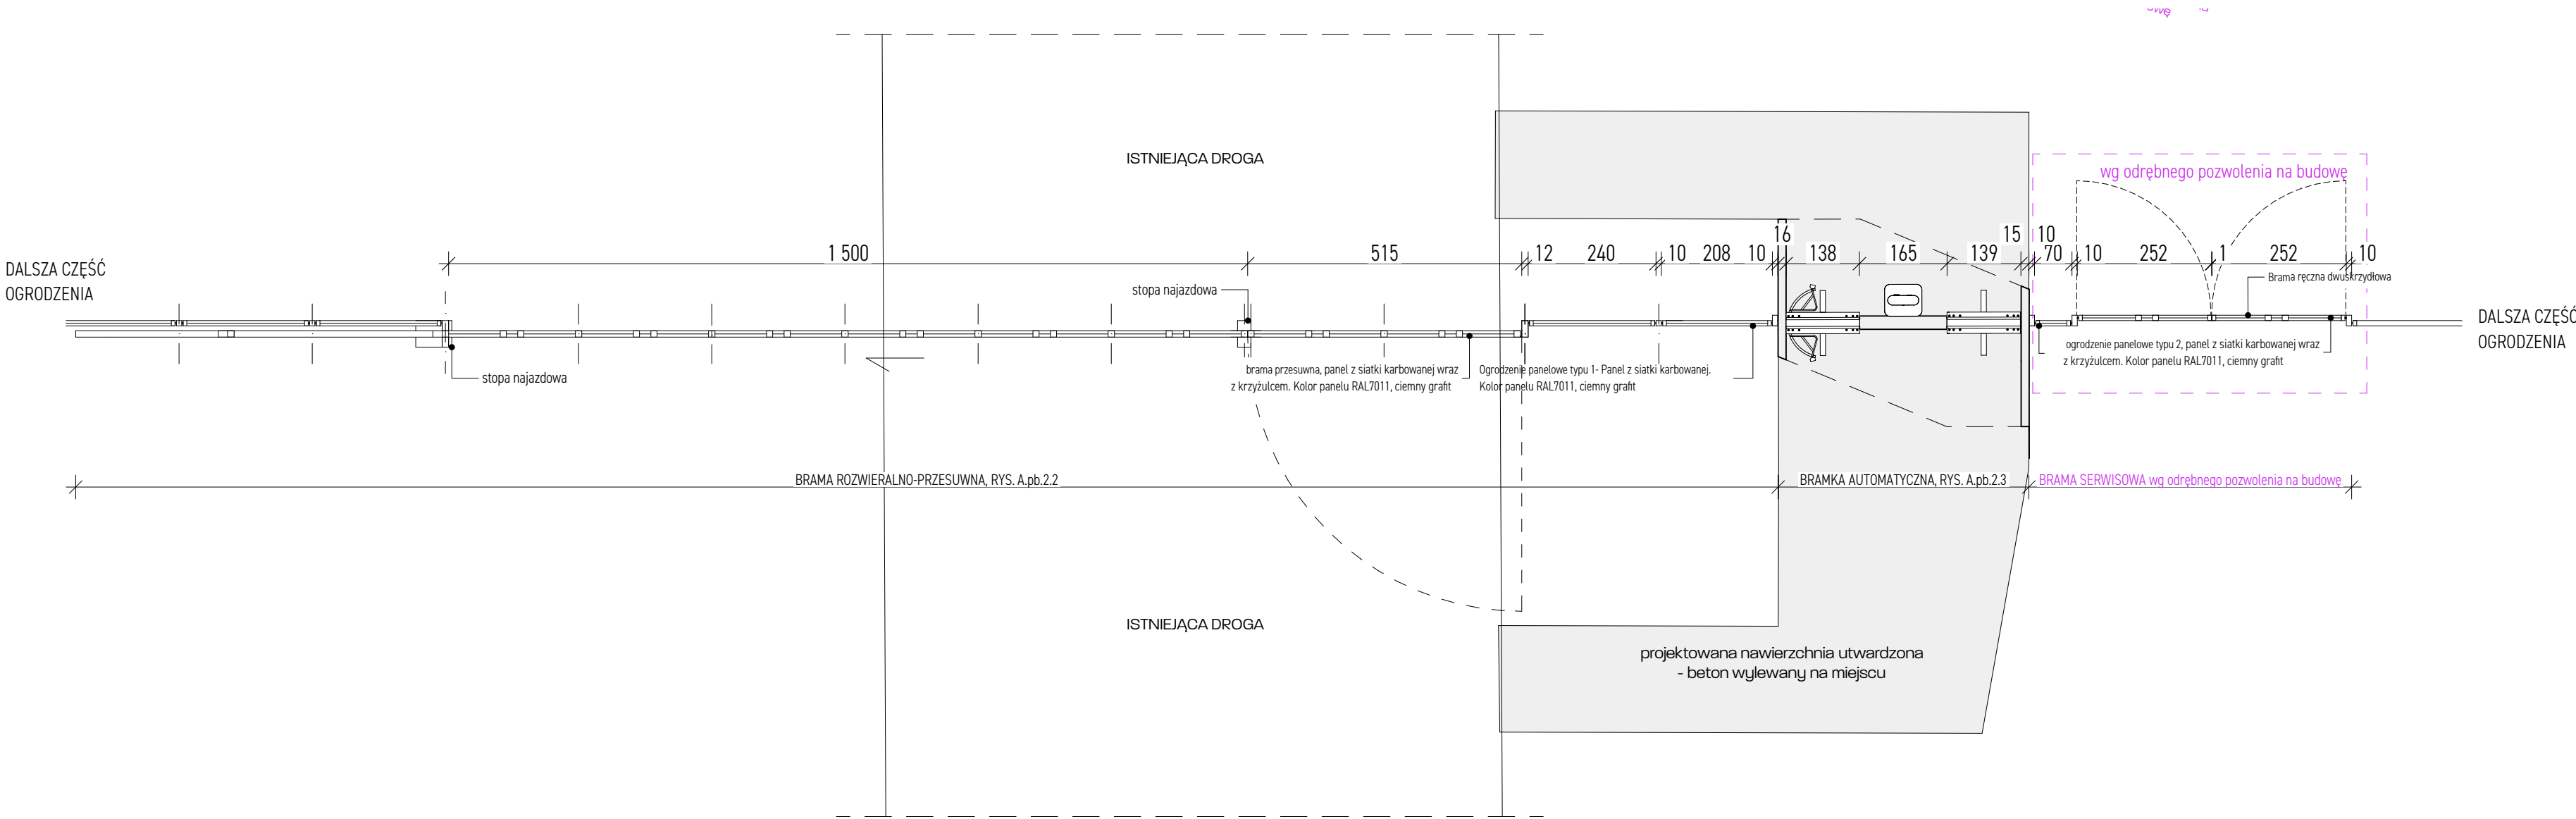 ISTNIEJĄCA DROGA
wg odrębnego pozwolenia na budowę
DALSZA CZĘŚĆ
OGRODZENIA
1 500
515
12
240
10
208
10
16
138
165
139
15
10
70
10
252
1
252
10
stopa najazdowa
Brama ręczna dwuskrzydłowa
DALSZA CZĘŚĆ
OGRODZENIA
ogrodzenie panelowe typu 2, panel z siatki karbowanej wraz
z krzyżulcem. Kolor panelu RAL7011, ciemny grafit
stopa najazdowa
brama przesuwna, panel z siatki karbowanej wraz
z krzyżulcem. Kolor panelu RAL7011, ciemny grafit
Ogrodzenie panelowe typu 1- Panel z siatki karbowanej.
Kolor panelu RAL7011, ciemny grafit
BRAMA ROZWIERALNO-PRZESUWNA, RYS. A.pb.2.2
BRAMKA AUTOMATYCZNA, RYS. A.pb.2.3
BRAMA SERWISOWA wg odrębnego pozwolenia na budowę
ISTNIEJĄCA DROGA
projektowana nawierzchnia utwardzona
- beton wylewany na miejscu